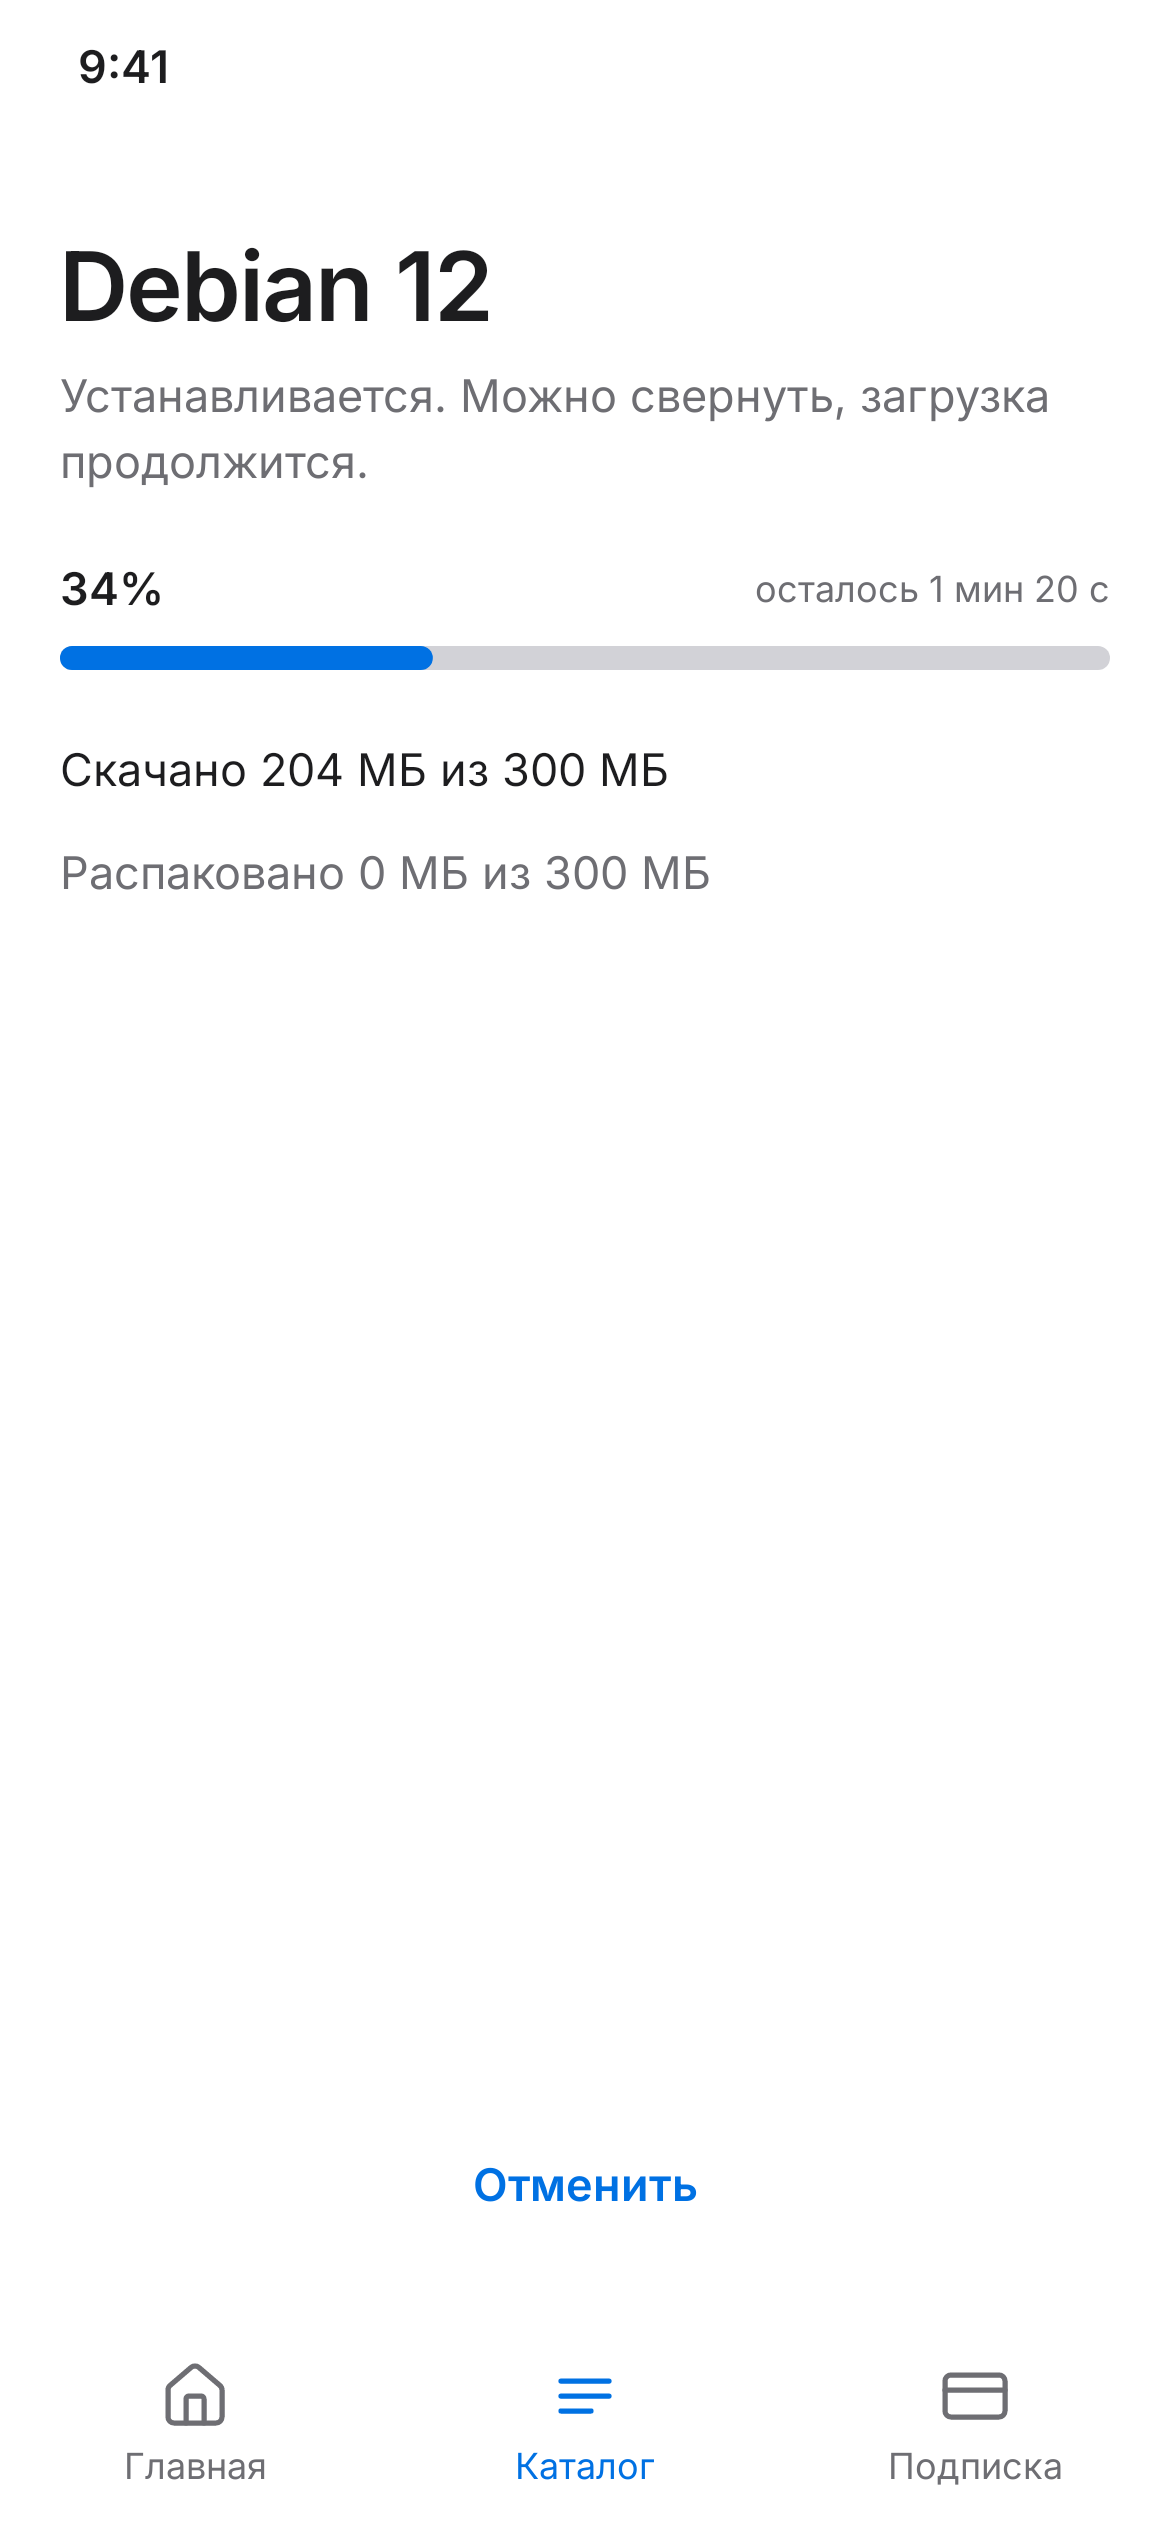 9:41
Debian 12
Устанавливается. Можно свернуть, загрузка
продолжится.
34%
осталось 1 мин 20 с
Скачано 204 МБ из 300 МБ
Распаковано 0 МБ из 300 МБ
Отменить
Главная
Каталог
Подписка